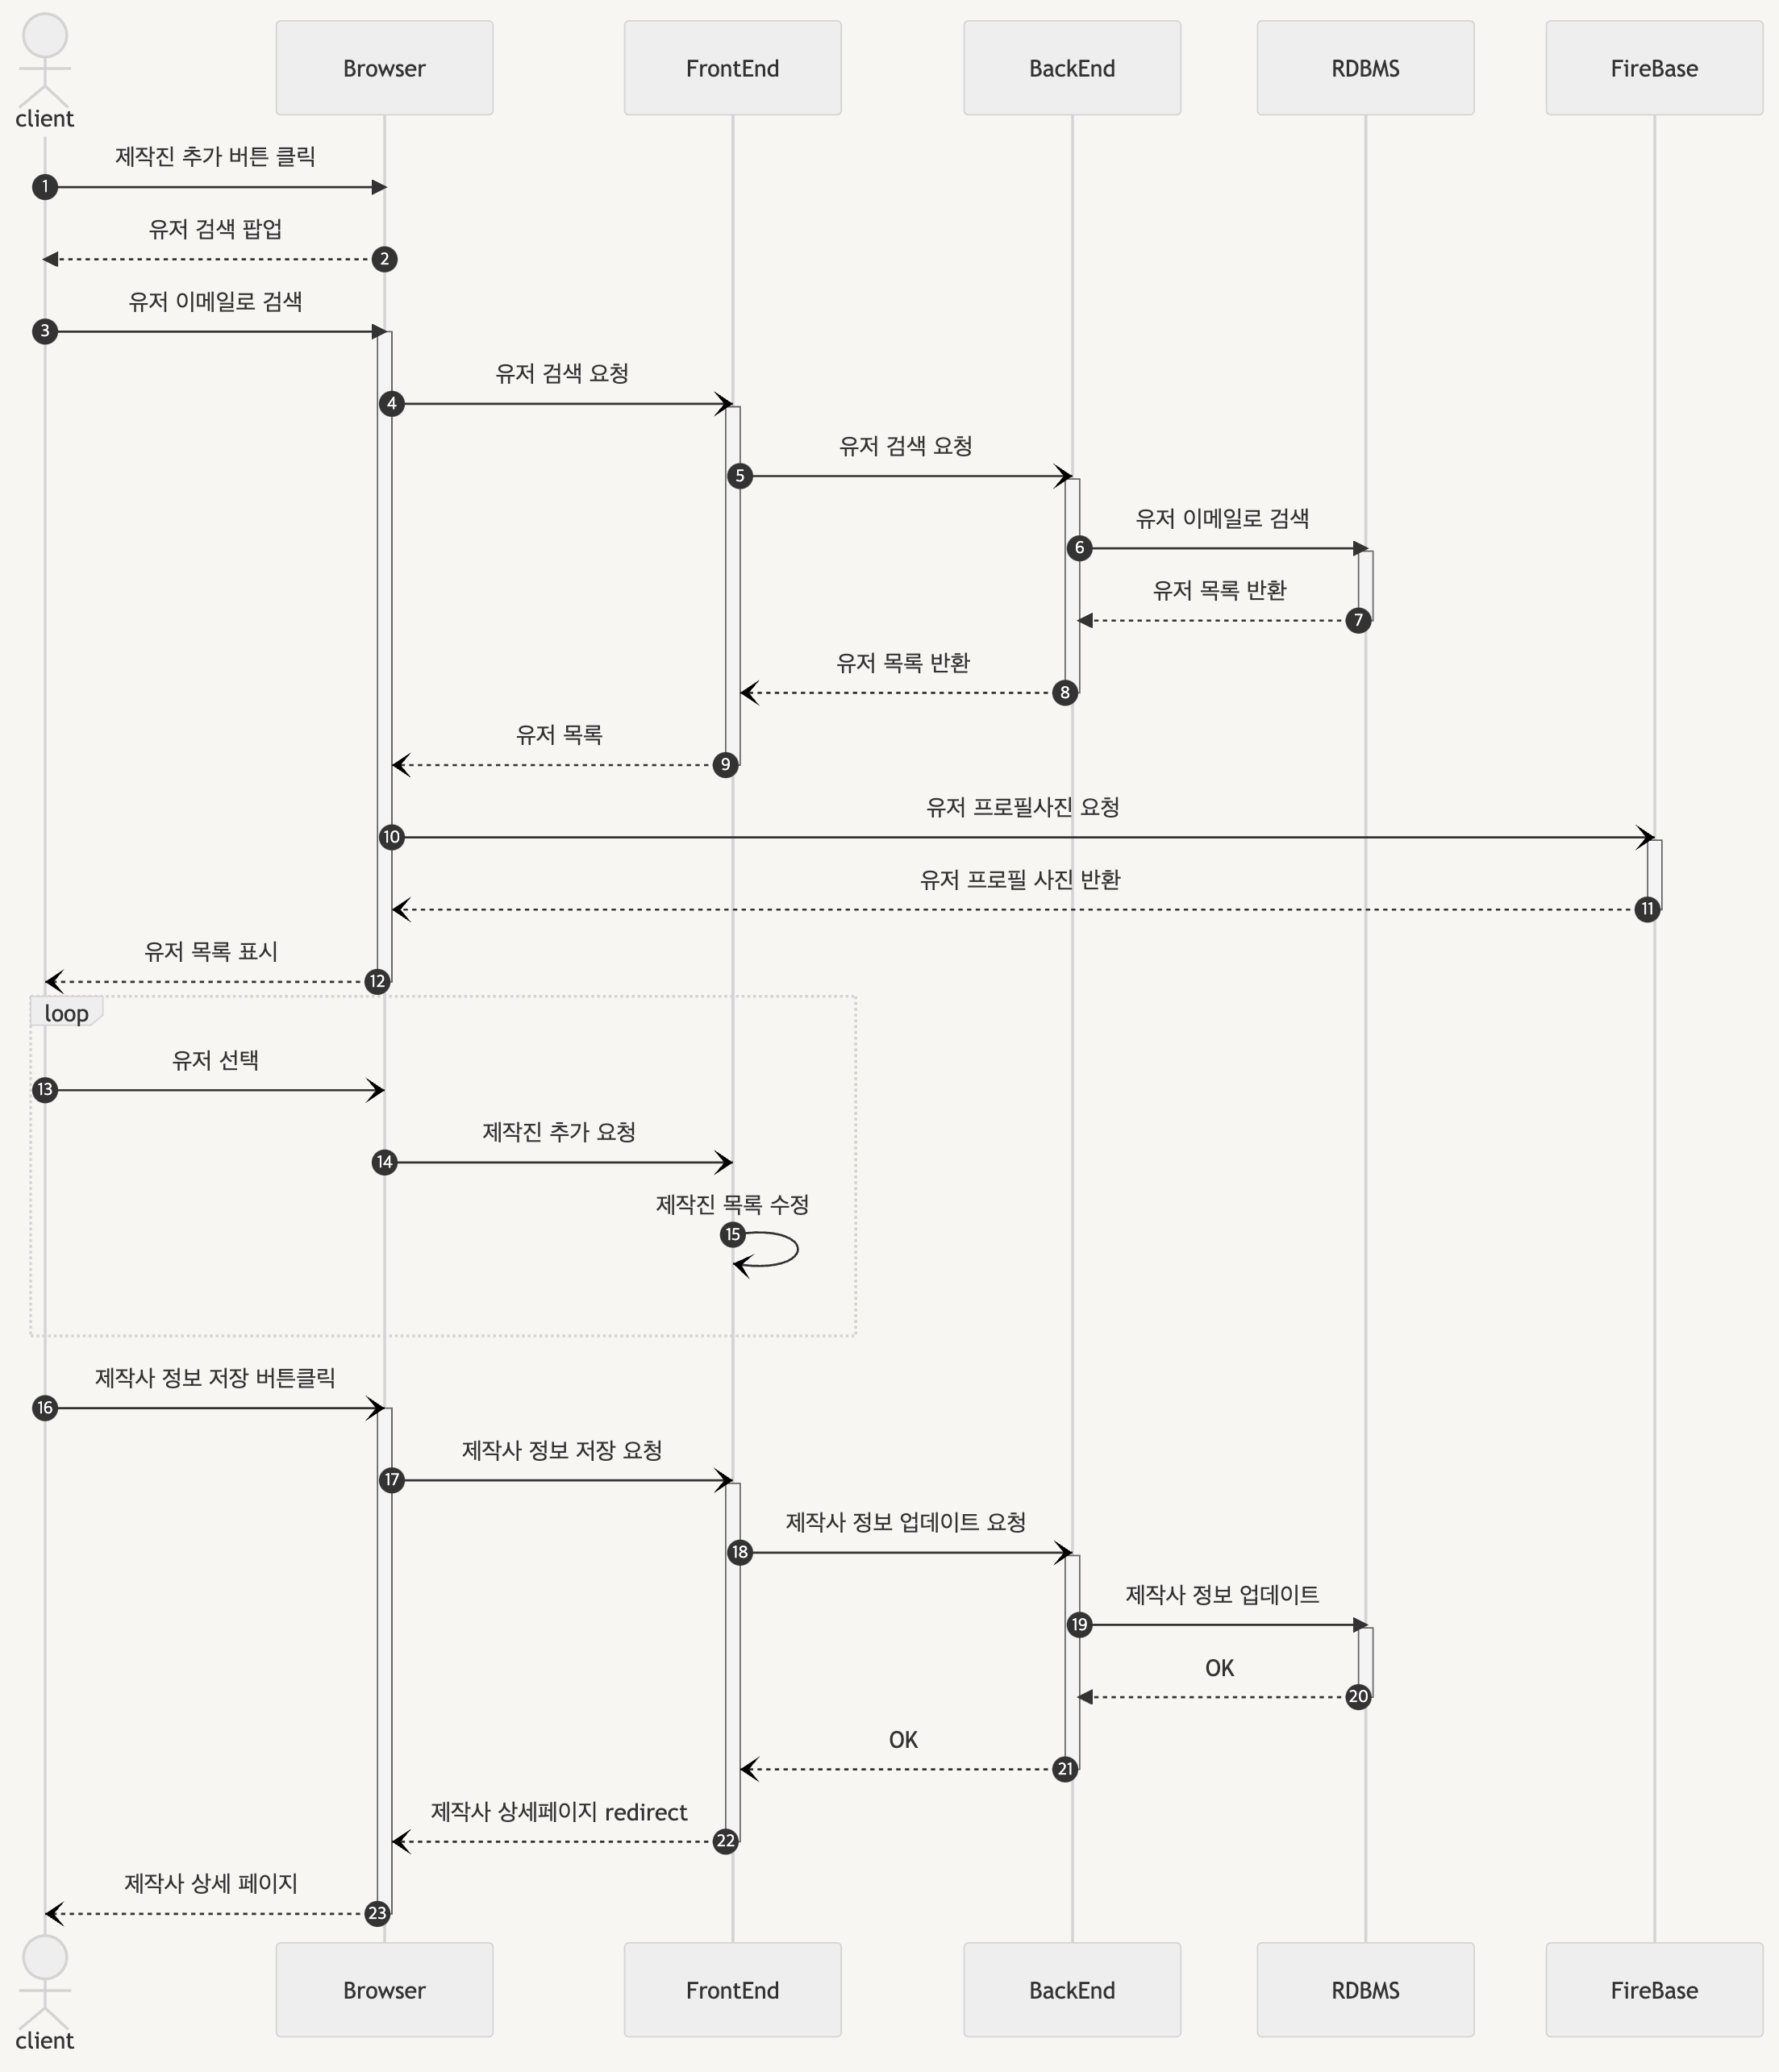 client
Browser
FrontEnd
BackEnd
RDBMS
FireBase
제작진 추가 버튼 클릭
1
유저 검색 팝업
2
유저 이메일로 검색
3
유저 검색 요청
4
유저 검색 요청
5
유저 이메일로 검색
6
유저 목록 반환
7
유저 목록 반환
8
유저 목록
9
유저 프로필사진 요청
10
유저 프로필 사진 반환
11
유저 목록 표시
12
loop
유저 선택
13
제작진 추가 요청
14
제작진 목록 수정
15
제작사 정보 저장 버튼클릭
16
제작사 정보 저장 요청
17
제작사 정보 업데이트 요청
18
제작사 정보 업데이트
19
OK
20
OK
21
제작사 상세페이지 redirect
22
제작사 상세 페이지
23
client
Browser
FrontEnd
BackEnd
RDBMS
FireBase